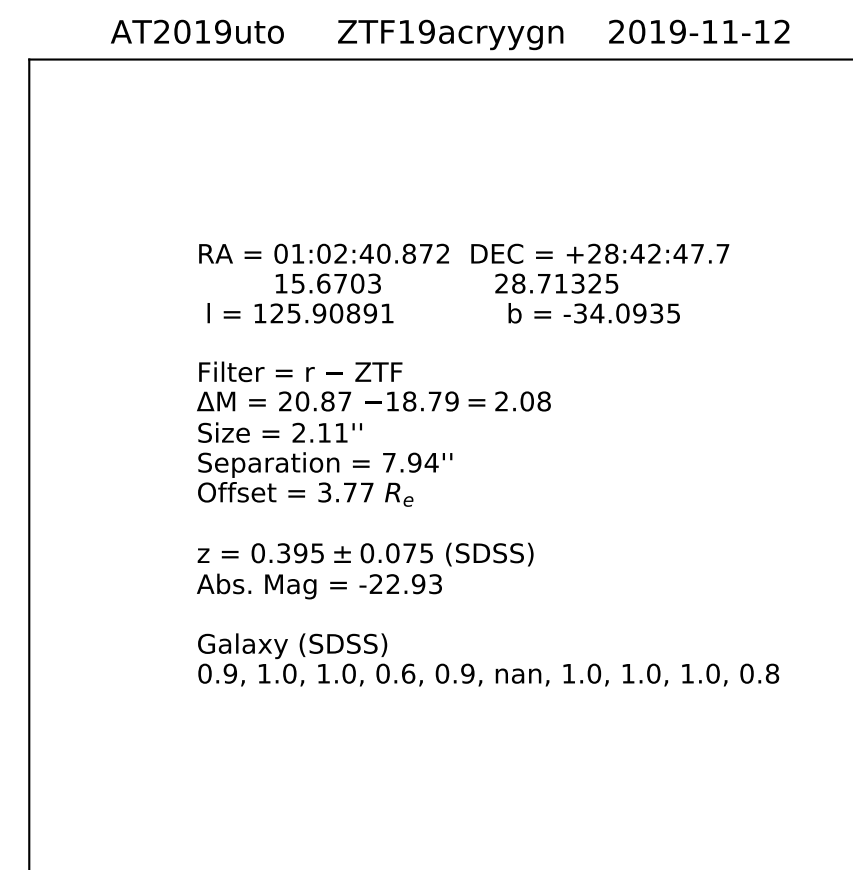 AT2019uto ZTF19acryygn 2019-11-12
RA = 01:02:40.872 DEC = +28:42:47.7
15.6703 28.71325
l = 125.90891 b = -34.0935
Filter = r − ZTF
ΔM = 20.87 −18.79 = 2.08
Size = 2.11''
Separation = 7.94''
Offset = 3.77 Rₑ
z = 0.395 ± 0.075 (SDSS)
Abs. Mag = -22.93
Galaxy (SDSS)
0.9, 1.0, 1.0, 0.6, 0.9, nan, 1.0, 1.0, 1.0, 0.8